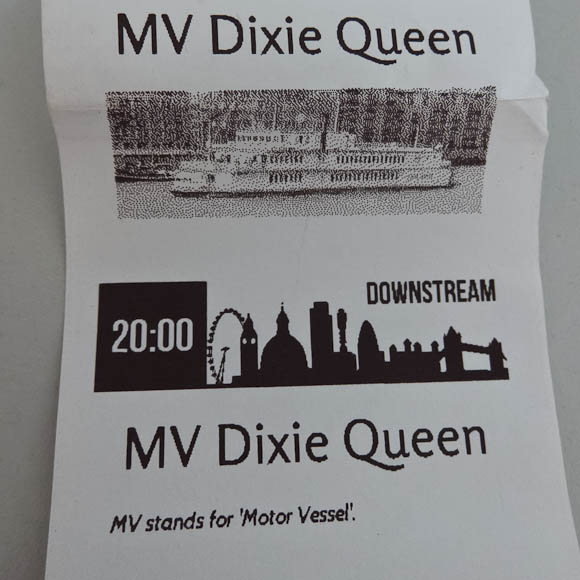 MV Dixie Queen
DOWNSTREAM
20:00
MV Dixie Queen
MV stands for 'Motor Vessel'.